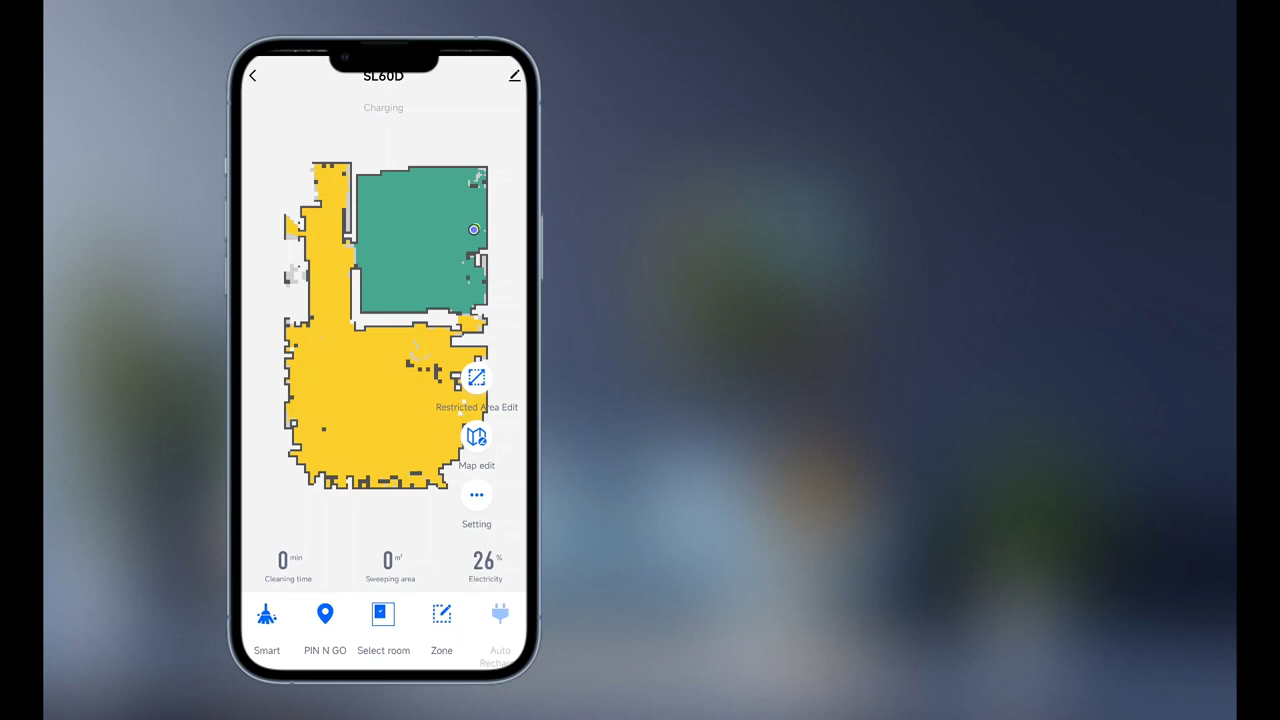 SL60D
Charging
Restricted Area Edit
Map edit
Setting
0 min
0 m²
26 %
Cleaning time
Sweeping area
Electricity
Smart
PIN N GO
Select room
Zone
Auto
Rechar